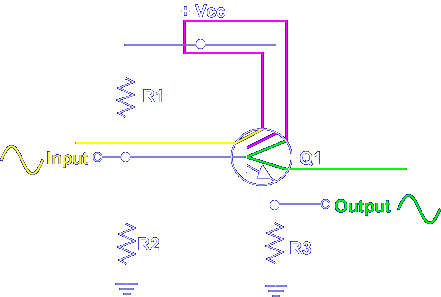 + Vcc
R1
Q1
Input
Output
R2
R3